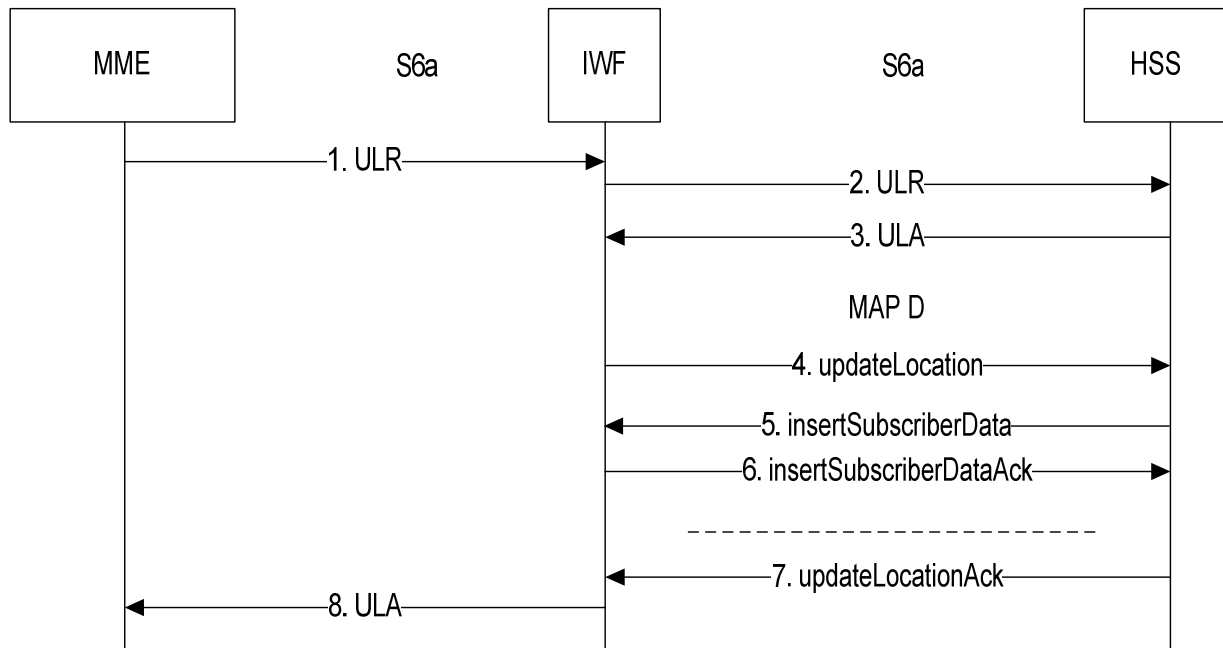 MME
S6a
IWF
S6a
HSS
1. ULR
2. ULR
3. ULA
MAP D
4. updateLocation
5. insertSubscriberData
6. insertSubscriberDataAck
7. updateLocationAck
8. ULA